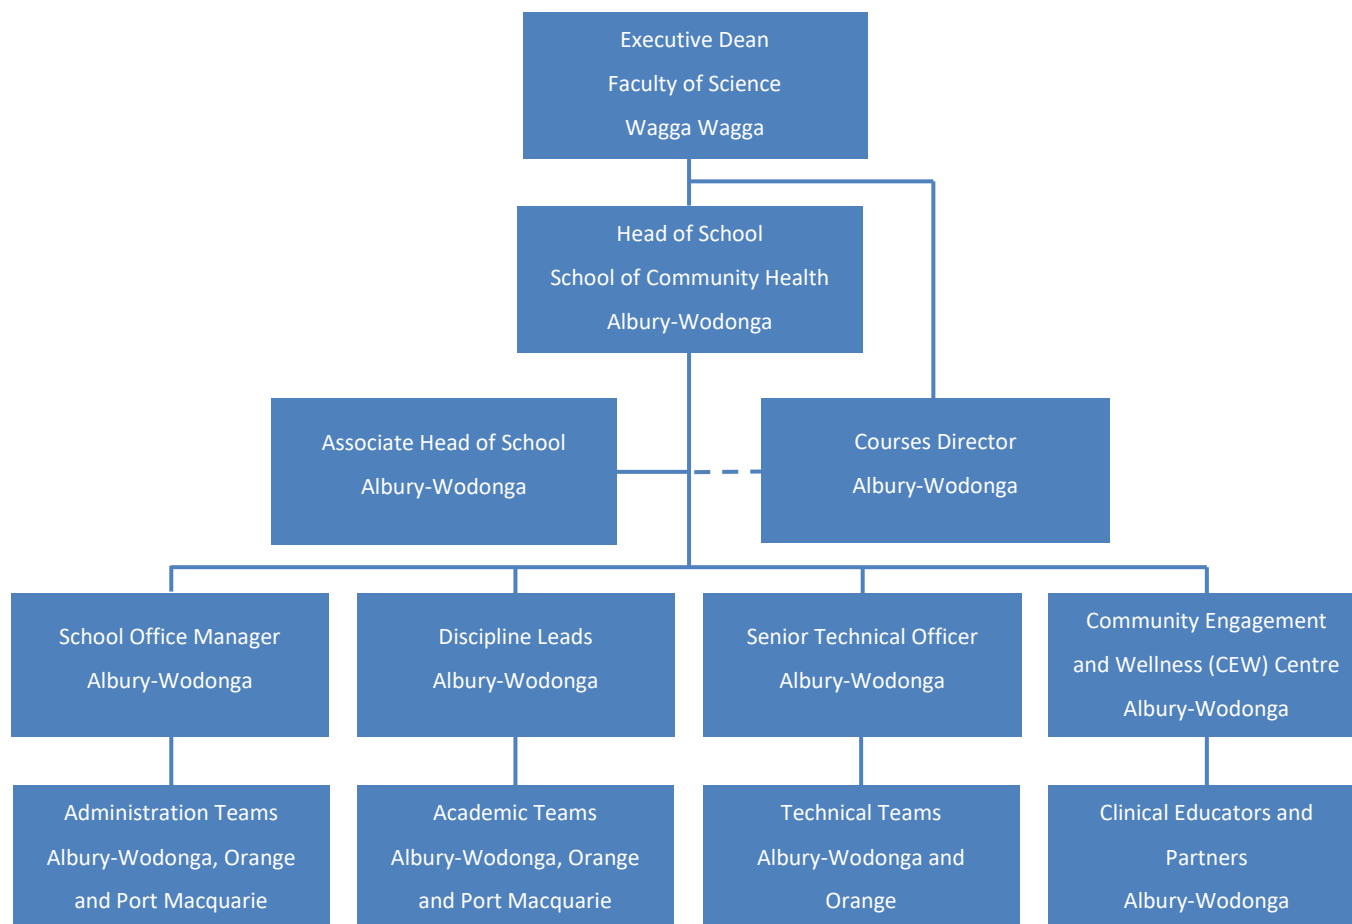 Executive Dean
Faculty of Science
Wagga Wagga
Head of School
School of Community Health
Albury-Wodonga
Associate Head of School
Albury-Wodonga
Courses Director
Albury-Wodonga
School Office Manager
Albury-Wodonga
Discipline Leads
Albury-Wodonga
Senior Technical Officer
Albury-Wodonga
Community Engagement
and Wellness (CEW) Centre
Albury-Wodonga
Administration Teams
Albury-Wodonga, Orange
and Port Macquarie
Academic Teams
Albury-Wodonga, Orange
and Port Macquarie
Technical Teams
Albury-Wodonga and
Orange
Clinical Educators and
Partners
Albury-Wodonga